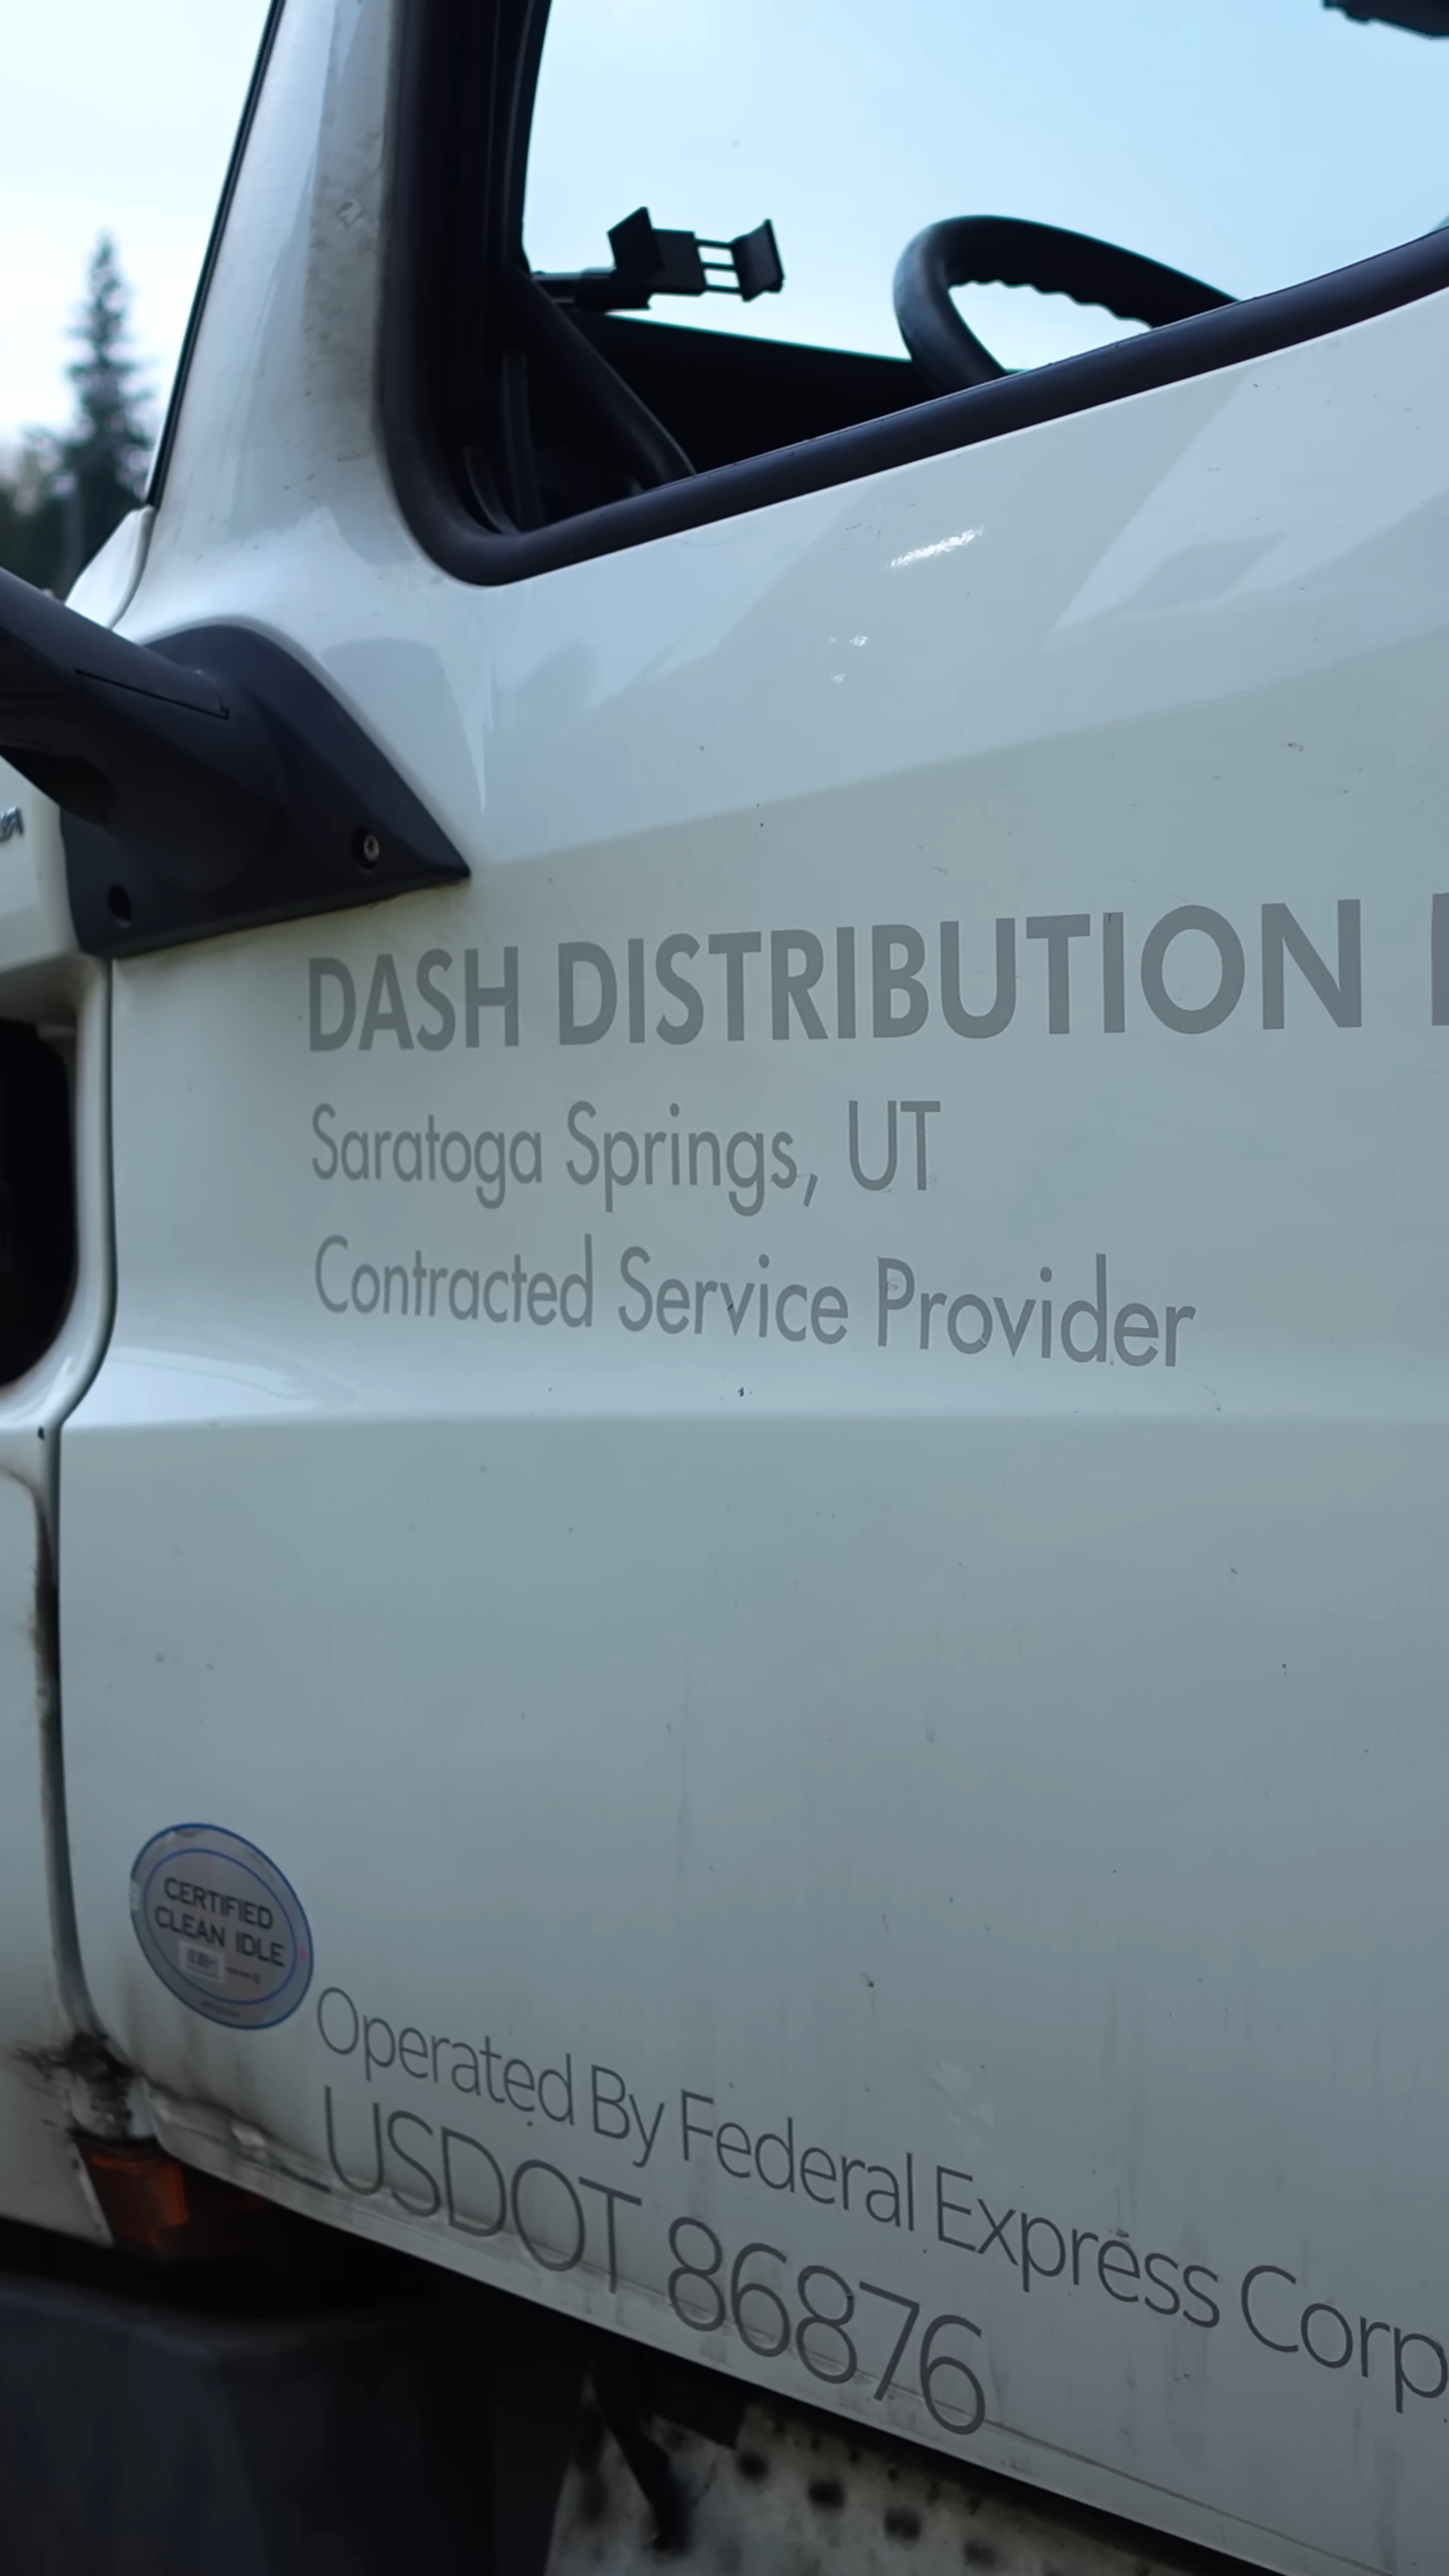 DASH DISTRIBUTION
Saratoga Springs, UT
Contracted Service Provider
CERTIFIED
CLEAN IDLE
Operated By Federal Express Corp
USDOT 86876